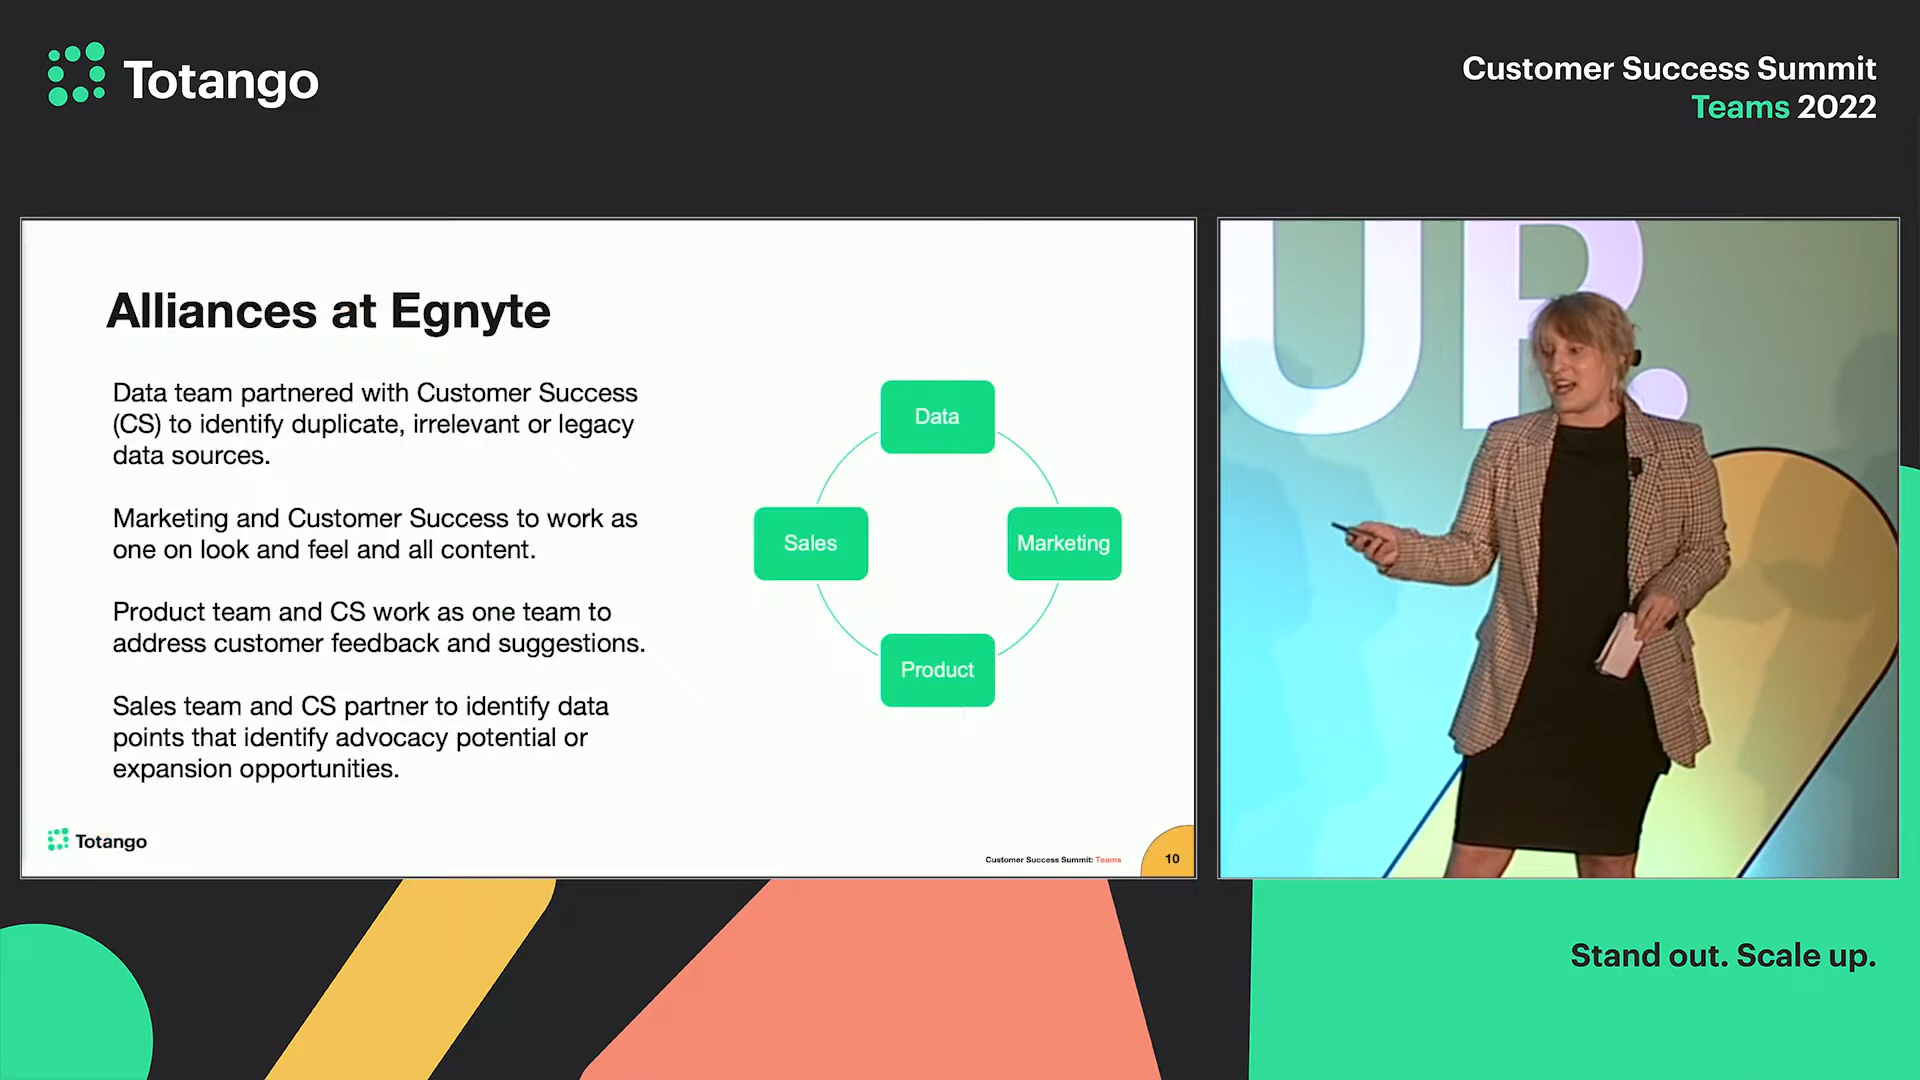 Totango
Customer Success Summit
Teams 2022
Alliances at Egnyte
Data team partnered with Customer Success
(CS) to identify duplicate, irrelevant or legacy
data sources.
Marketing and Customer Success to work as
one on look and feel and all content.
Product team and CS work as one team to
address customer feedback and suggestions.
Sales team and CS partner to identify data
points that identify advocacy potential or
expansion opportunities.
Data
Sales
Marketing
Product
Totango
Customer Success Summit: Teams
10
UP.
Stand out. Scale up.